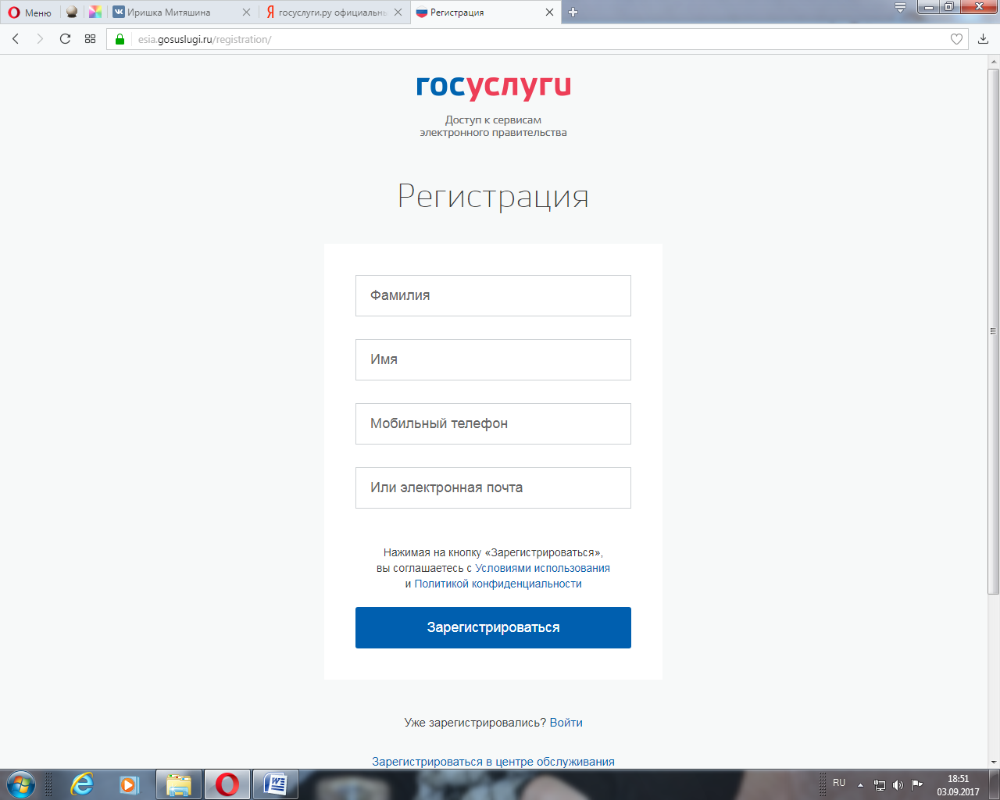 Меню
Иришка Митяшина
госуслуги.ру официальны
Регистрация
esia.gosuslugi.ru/registration/
госуслуги
Доступ к сервисам
электронного правительства
Регистрация
Фамилия
Имя
Мобильный телефон
Или электронная почта
Нажимая на кнопку «Зарегистрироваться»,
вы соглашаетесь с Условиями использования
и Политикой конфиденциальности
Зарегистрироваться
Уже зарегистрировались? Войти
Зарегистрироваться в центре обслуживания
RU
18:51
03.09.2017